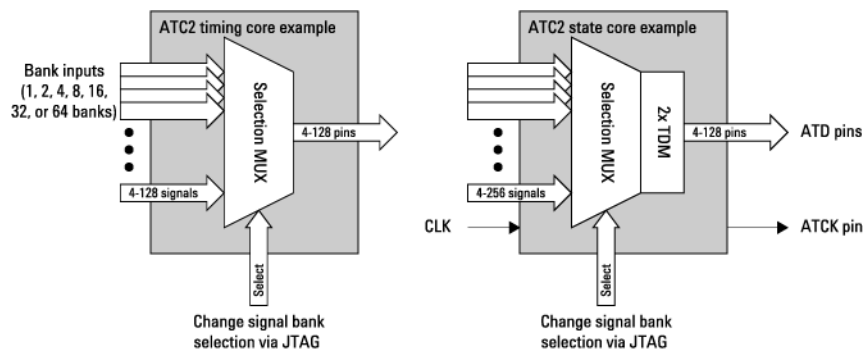 ATC2 timing core example
Bank inputs
(1, 2, 4, 8, 16,
32, or 64 banks)
Selection MUX
4-128 pins
4-128 signals
Select
Change signal bank
selection via JTAG
ATC2 state core example
Selection MUX
2x TDM
4-128 pins
ATD pins
4-256 signals
CLK
ATCK pin
Select
Change signal bank
selection via JTAG